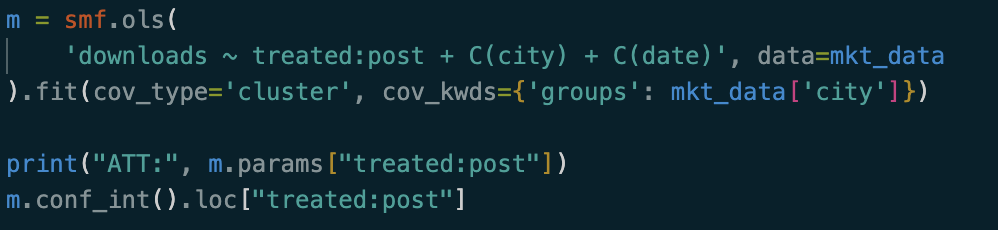 m = smf.ols(
    'downloads ~ treated:post + C(city) + C(date)', data=mkt_data
).fit(cov_type='cluster', cov_kwds={'groups': mkt_data['city']})
print("ATT:", m.params["treated:post"])
m.conf_int().loc["treated:post"]